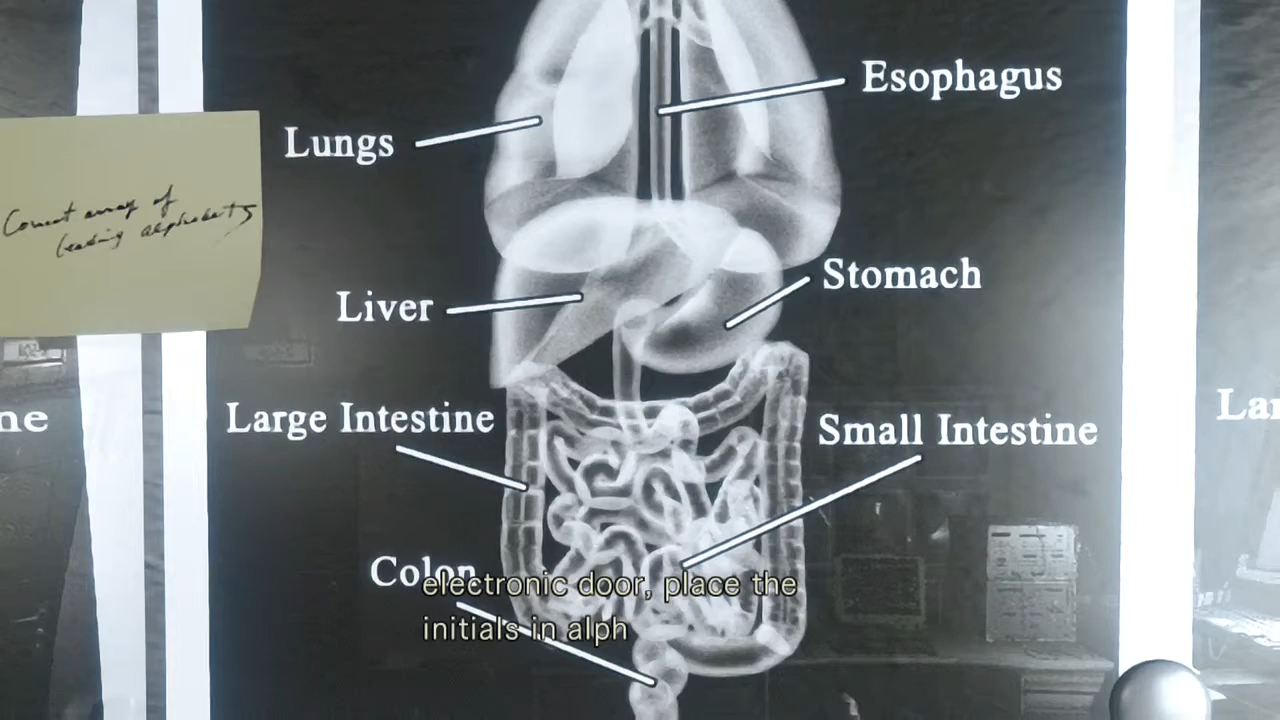 Esophagus
Lungs
Correct array of
leading alphabets
Stomach
Liver
ne
Large Intestine
Small Intestine
Lar
Colon
electronic door, place the
initials in alph